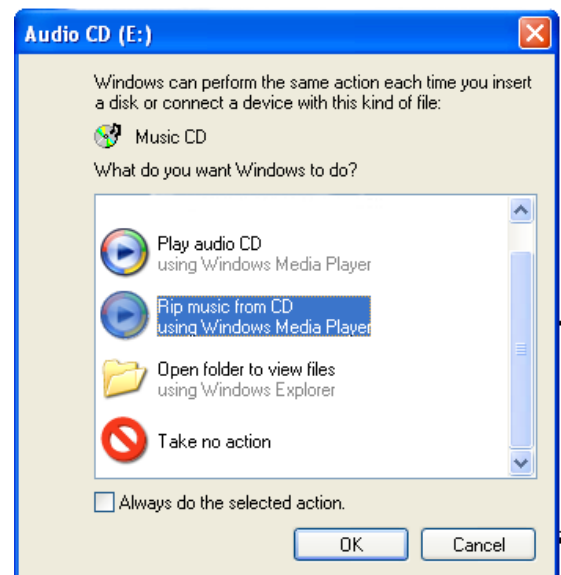 Audio CD (E:)
Windows can perform the same action each time you insert
a disk or connect a device with this kind of file:
Music CD
What do you want Windows to do?
Play audio CD
using Windows Media Player
Rip music from CD
using Windows Media Player
Open folder to view files
using Windows Explorer
Take no action
Always do the selected action.
OK
Cancel